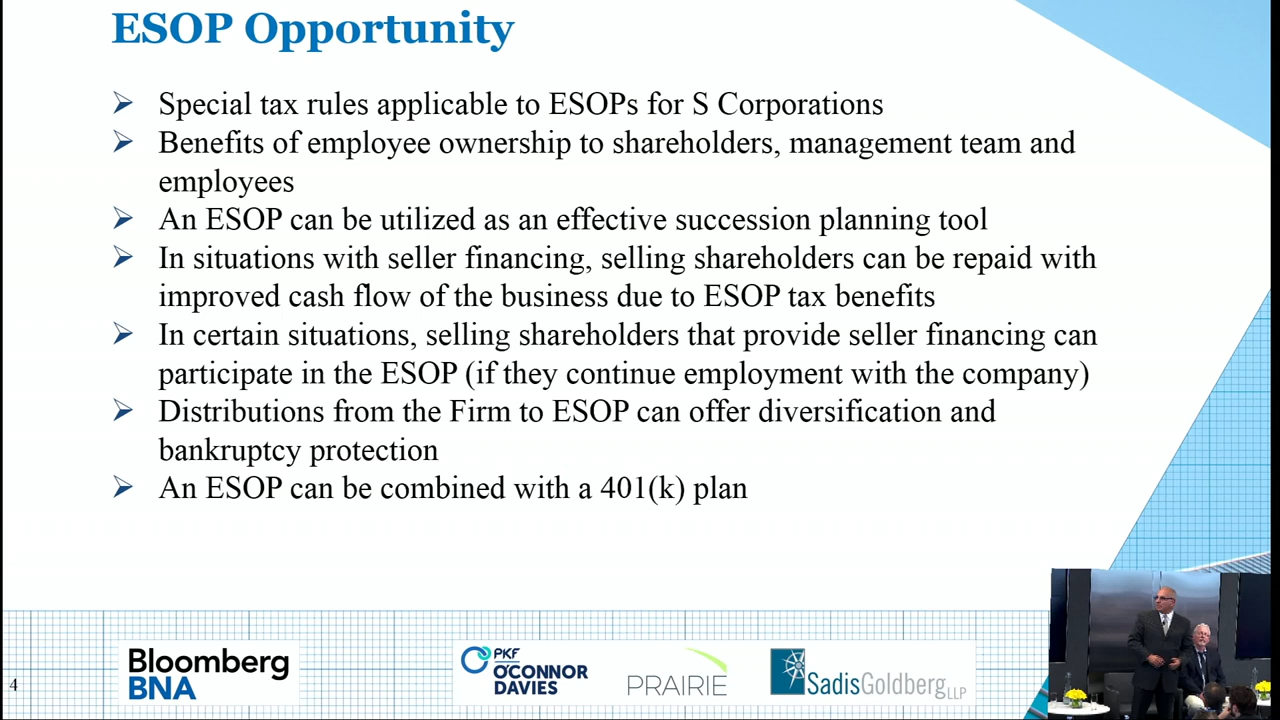 ESOP Opportunity
Special tax rules applicable to ESOPs for S Corporations
Benefits of employee ownership to shareholders, management team and
employees
An ESOP can be utilized as an effective succession planning tool
In situations with seller financing, selling shareholders can be repaid with
improved cash flow of the business due to ESOP tax benefits
In certain situations, selling shareholders that provide seller financing can
participate in the ESOP (if they continue employment with the company)
Distributions from the Firm to ESOP can offer diversification and
bankruptcy protection
An ESOP can be combined with a 401(k) plan
4
Bloomberg
BNA
PKF
O'CONNOR
DAVIES
PRAIRIE
SadisGoldberg LLP